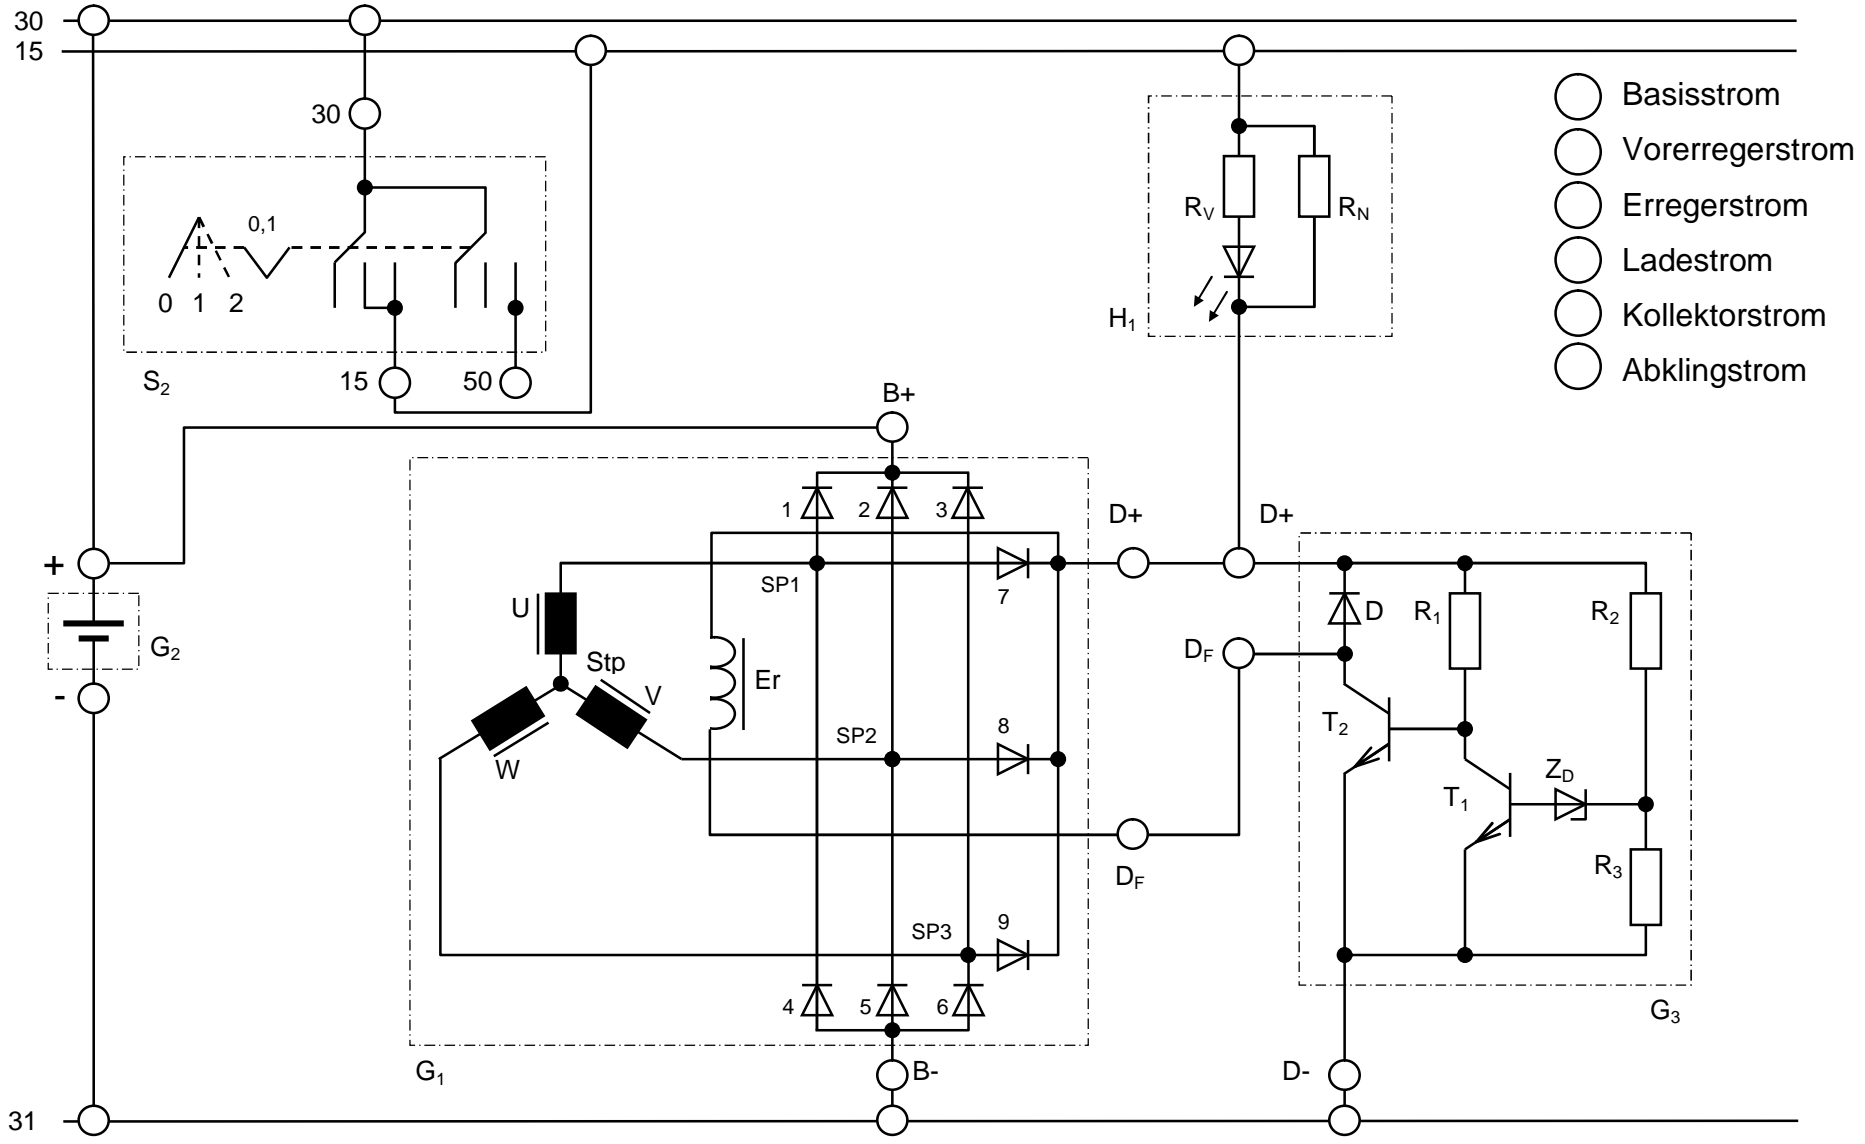 30
15
30
Basisstrom
Vorerregerstrom
Erregerstrom
Ladestrom
Kollektorstrom
Abklingstrom
0,1
0 1 2
S2
15
50
RV
RN
H1
B+
1
2
3
D+
D+
+
G2
-
U
Stp
V
W
SP1
7
Er
SP2
8
SP3
9
DF
DF
D
R1
R2
T2
T1
ZD
R3
4
5
6
G1
B-
D-
G3
31